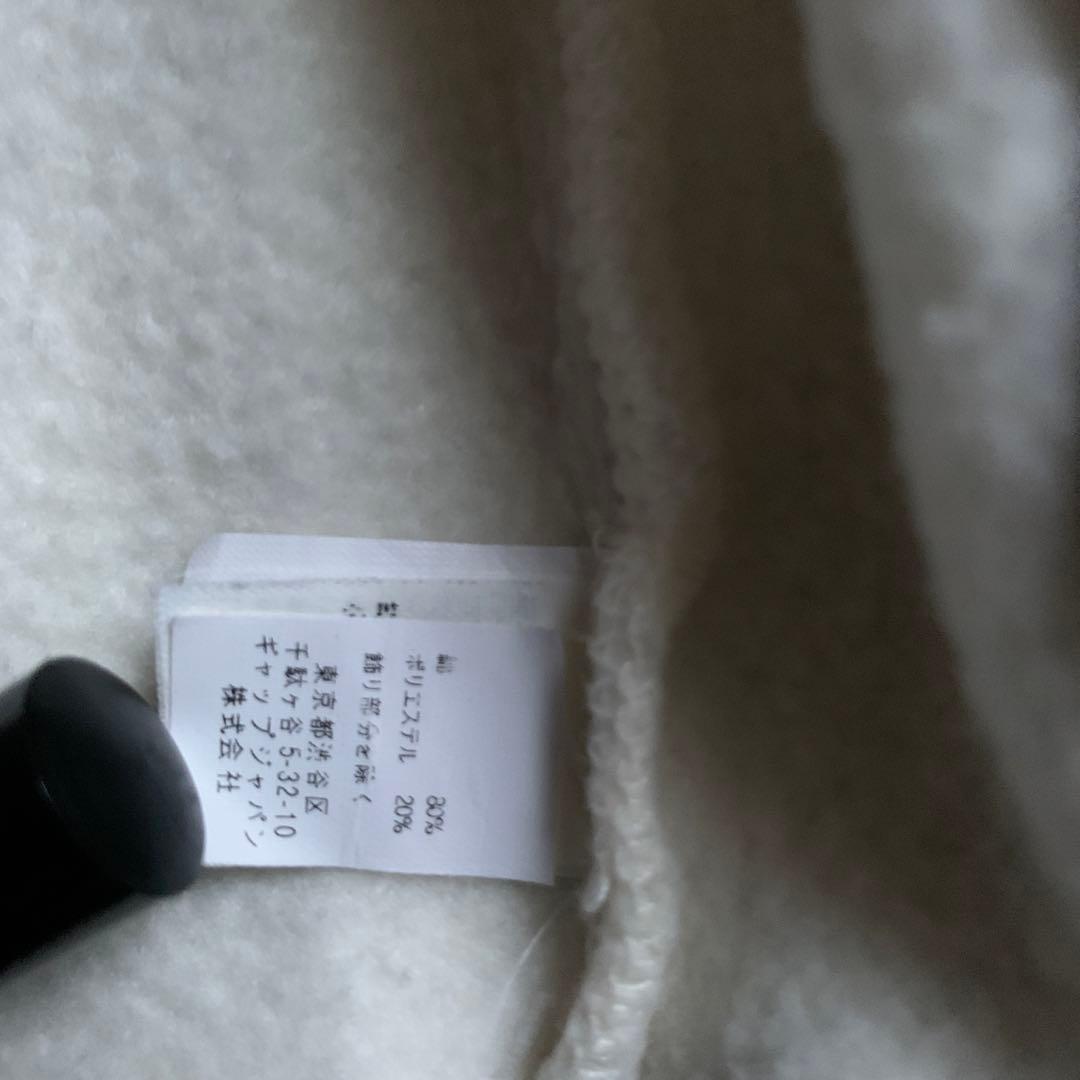 綿 80%
ポリエステル 20%
飾り部分を除く
東京都渋谷区
千駄ケ谷5-32-10
ギャップジャパン
株式会社